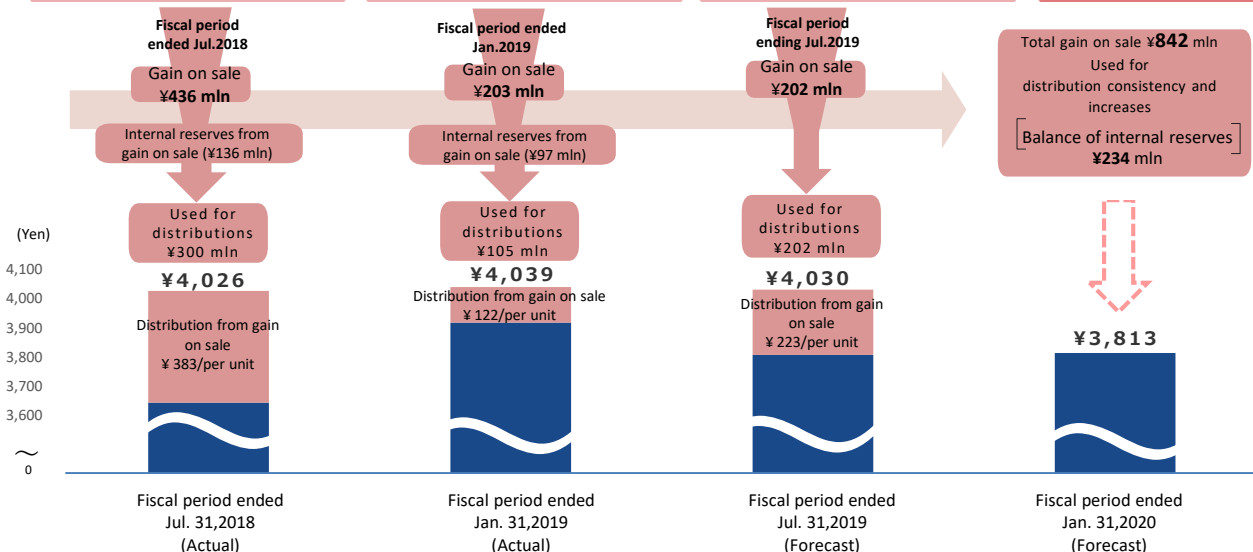 Fiscal period
ended Jul.2018
Gain on sale
¥436 mln
Internal reserves from
gain on sale (¥136 mln)
Used for
distributions
¥300 mln
Fiscal period ended
Jan.2019
Gain on sale
¥203 mln
Internal reserves from
gain on sale (¥97 mln)
Used for
distributions
¥105 mln
Fiscal period
ending Jul.2019
Gain on sale
¥202 mln
Used for
distributions
¥202 mln
Total gain on sale ¥842 mln
Used for
distribution consistency and
increases
[Balance of internal reserves]
¥234 mln
(Yen)
4,100
4,000
3,900
3,800
3,700
3,600
~
0
¥4,026
Distribution from gain
on sale
¥ 383/per unit
¥4,039
Distribution from gain on sale
¥ 122/per unit
¥4,030
Distribution from gain
on sale
¥ 223/per unit
¥3,813
Fiscal period ended
Jul. 31,2018
(Actual)
Fiscal period ended
Jan. 31,2019
(Actual)
Fiscal period ended
Jul. 31,2019
(Forecast)
Fiscal period ended
Jan. 31,2020
(Forecast)